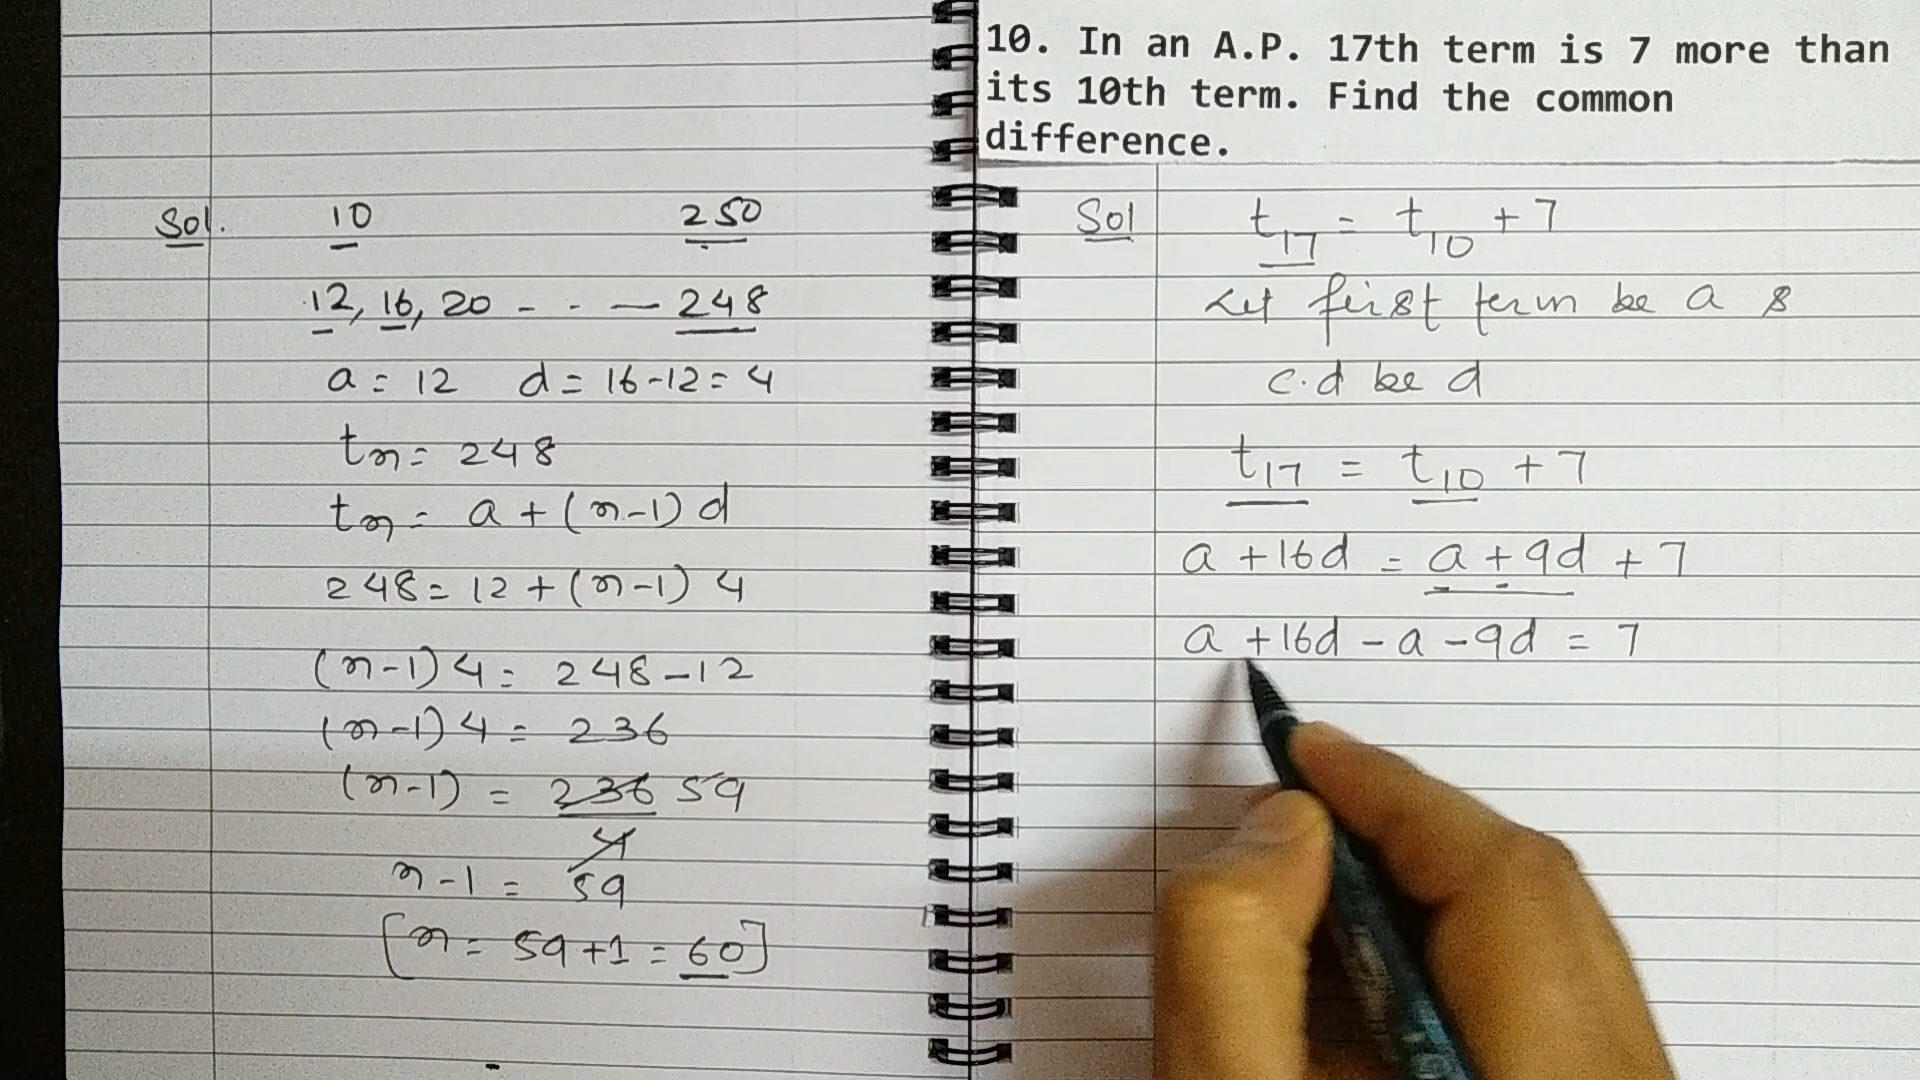 Sol. 10 250
12, 16, 20 - - - 248
a = 12 d = 16-12 = 4
tn = 248
tn = a + (n-1) d
248 = 12 + (n-1) 4
(n-1) 4 = 248 - 12
(n-1) 4 = 236
(n-1) = 236 59
4
n - 1 = 59
[n = 59 + 1 = 60]
10. In an A.P. 17th term is 7 more than
its 10th term. Find the common
difference.
Sol t17 = t10 + 7
Let first term be a &
c.d be d
t17 = t10 + 7
a + 16d = a + 9d + 7
a + 16d - a - 9d = 7